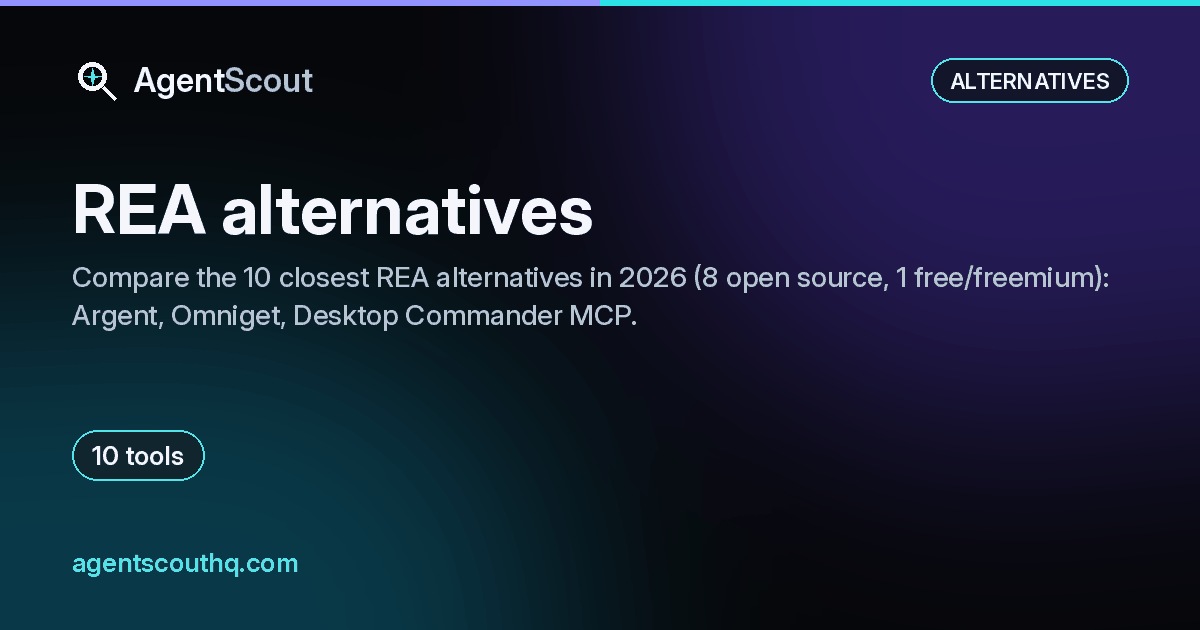 AgentScout
ALTERNATIVES
REA alternatives
Compare the 10 closest REA alternatives in 2026 (8 open source, 1 free/freemium):
Argent, Omniget, Desktop Commander MCP.
10 tools
agentscouthq.com